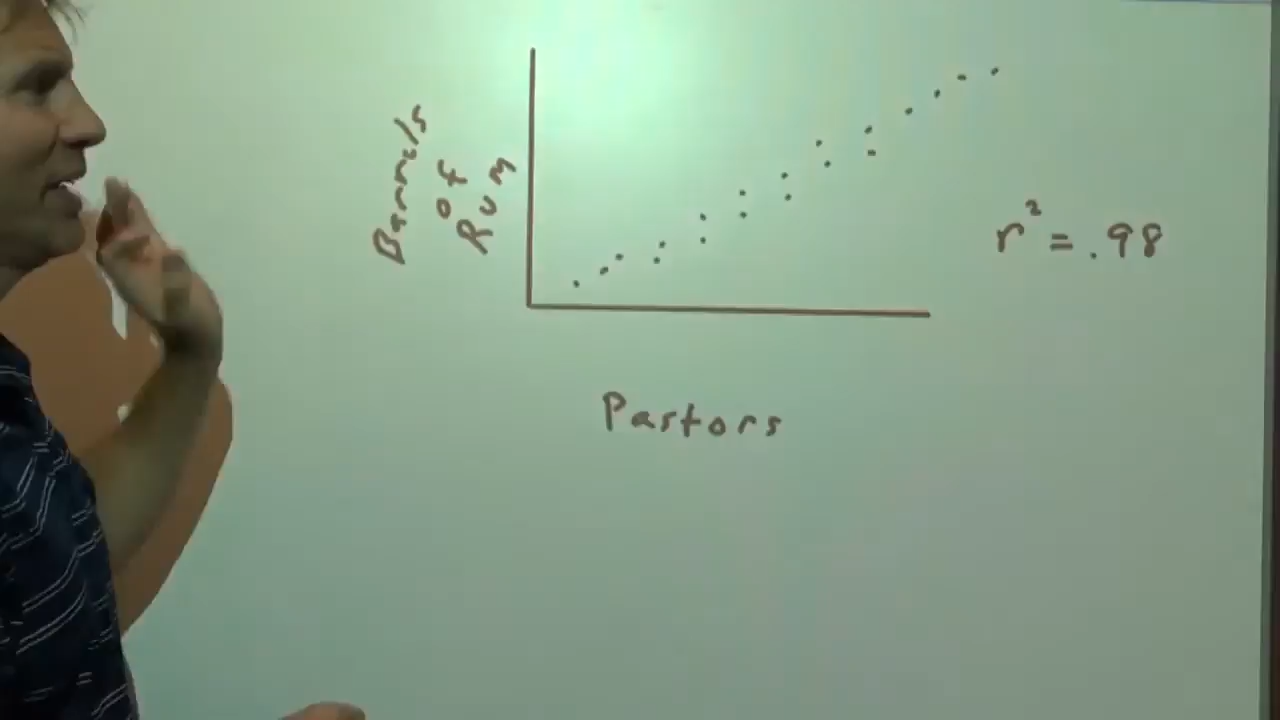 Barrels
of
Rum
r² = .98
Pastors